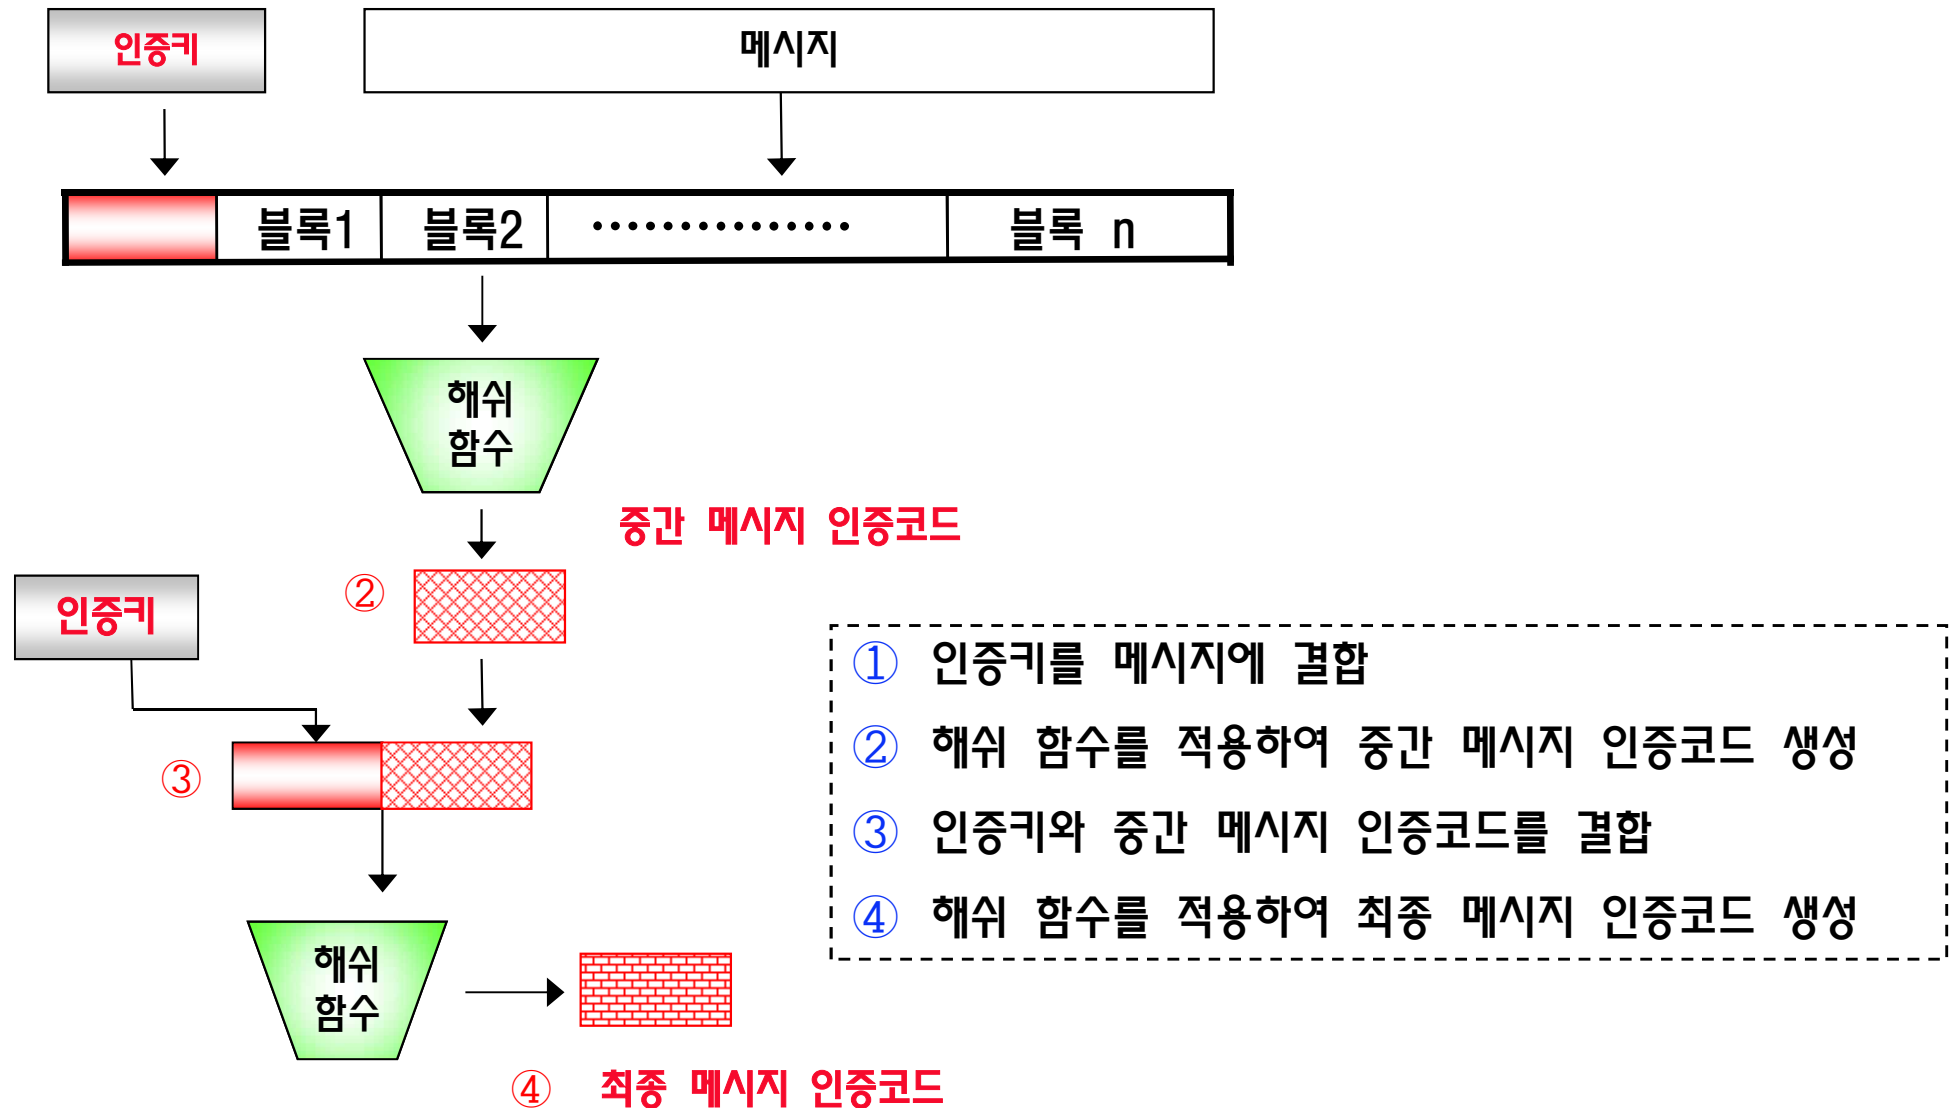 인증키
메시지
블록1 블록2 ............... 블록 n
해쉬
함수
중간 메시지 인증코드
②
인증키
③
① 인증키를 메시지에 결합
② 해쉬 함수를 적용하여 중간 메시지 인증코드 생성
③ 인증키와 중간 메시지 인증코드를 결합
④ 해쉬 함수를 적용하여 최종 메시지 인증코드 생성
해쉬
함수
④ 최종 메시지 인증코드